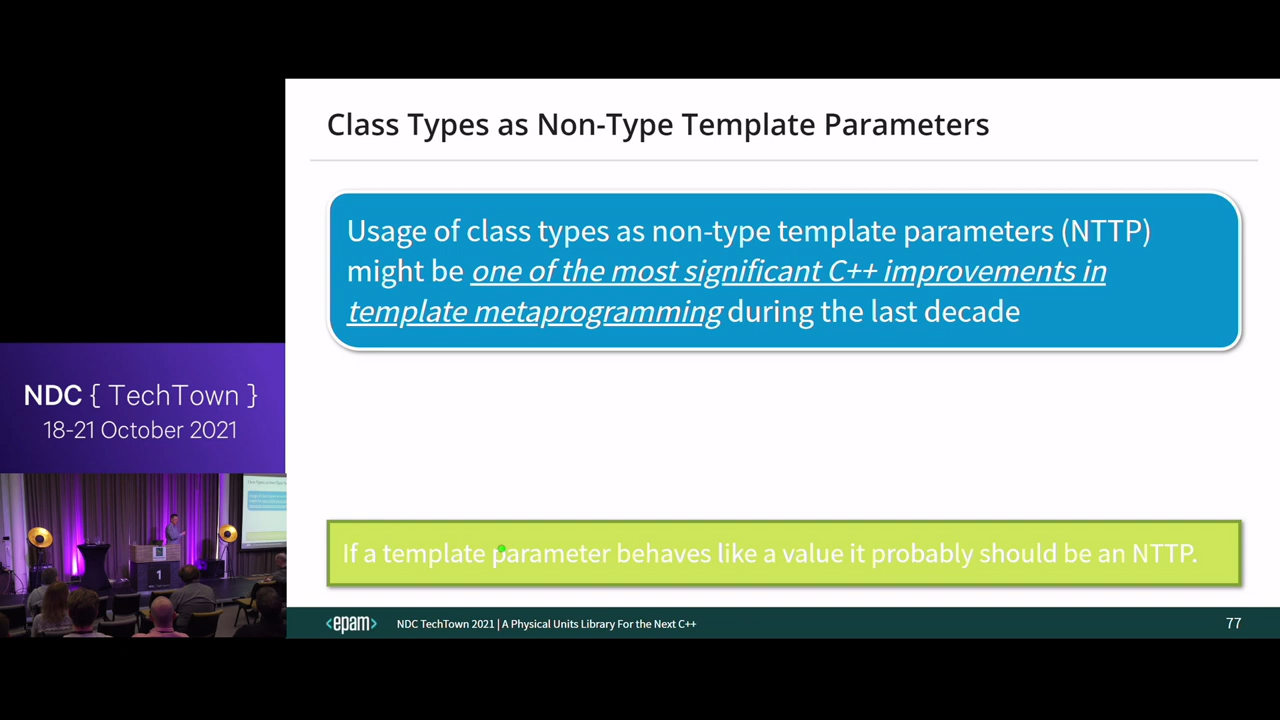 Class Types as Non-Type Template Parameters
Usage of class types as non-type template parameters (NTTP)
might be one of the most significant C++ improvements in
template metaprogramming during the last decade
NDC { TechTown }
18-21 October 2021
1
If a template parameter behaves like a value it probably should be an NTTP.
<epam>
NDC TechTown 2021 | A Physical Units Library For the Next C++
77